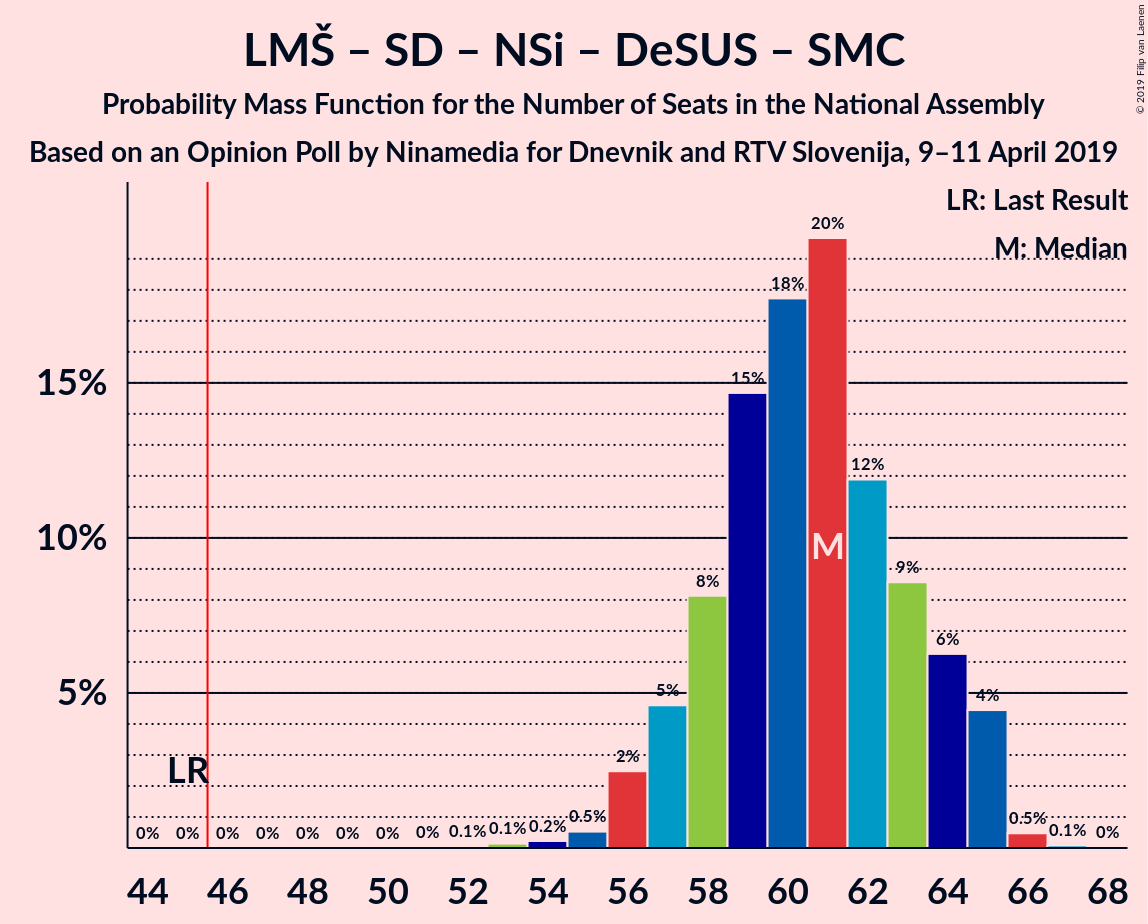 LMŠ – SD – NSi – DeSUS – SMC
Probability Mass Function for the Number of Seats in the National Assembly
Based on an Opinion Poll by Ninamedia for Dnevnik and RTV Slovenija, 9–11 April 2019
© 2019 Filip van Laenen
LR: Last Result
M: Median
20%
18%
15%
15%
12%
10%
M
9%
8%
6%
5%
5%
4%
2%
LR
0% 0% 0% 0% 0% 0% 0% 0% 0.1% 0.1% 0.2% 0.5% 0.5% 0.1% 0%
44 46 48 50 52 54 56 58 60 62 64 66 68